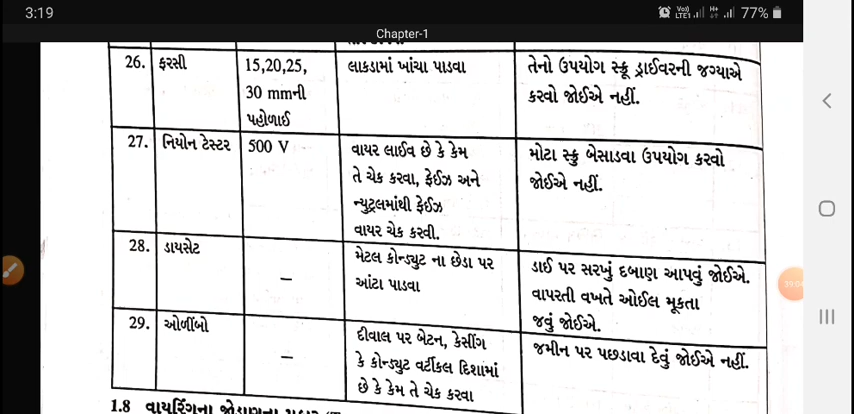 3:19
Vo)) LTE1 H+ 77%
Chapter-1
26. ફરસી 15,20,25, લાકડામાં ખાંચા પાડવા તેનો ઉપયોગ સ્ક્રૂ ડ્રાઈવરની જગ્યાએ
30 mmની કરવો જોઈએ નહીં.
પહોળાઈ
27. નિયોન ટેસ્ટર 500 V વાયર લાઈવ છે કે કેમ મોટા સ્ક્રુ બેસાડવા ઉપયોગ કરવો
તે ચેક કરવા, ફેઈઝ અને જોઈએ નહીં.
ન્યુટ્રલમાંથી ફેઈઝ
વાયર ચેક કરવી.
28. ડાયસેટ – મેટલ કોન્ડ્યુટ ના છેડા પર ડાઈ પર સરખું દબાણ આપવું જોઈએ.
આંટા પાડવા વાપરતી વખતે ઓઈલ મૂકતા
જવું જોઈએ.
29. ઓળીંબો – દીવાલ પર બેટન, કેસીંગ જમીન પર પછડાવા દેવું જોઈએ નહીં.
કે કોન્ડ્યુટ વર્ટીકલ દિશામાં
છે કે કેમ તે ચેક કરવા
1.8 વાયરિંગના જોડાણના